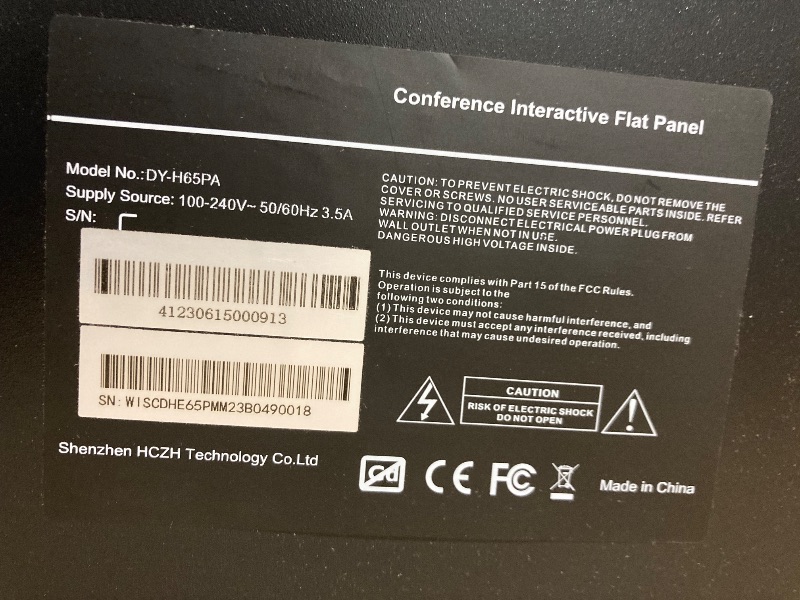 Conference Interactive Flat Panel
Model No.:DY-H65PA
Supply Source: 100-240V~ 50/60Hz 3.5A
S/N:
41230615000913
SN: WISCDHE65PMM23B0490018
Shenzhen HCZH Technology Co.Ltd
CAUTION: TO PREVENT ELECTRIC SHOCK, DO NOT REMOVE THE
COVER OR SCREWS. NO USER SERVICEABLE PARTS INSIDE. REFER
SERVICING TO QUALIFIED SERVICE PERSONNEL.
WARNING: DISCONNECT ELECTRICAL POWER PLUG FROM
WALL OUTLET WHEN NOT IN USE.
DANGEROUS HIGH VOLTAGE INSIDE.
This device complies with Part 15 of the FCC Rules.
Operation is subject to the
following two conditions:
(1) This device may not cause harmful interference, and
(2) This device must accept any interference received, including
interference that may cause undesired operation.
CAUTION
RISK OF ELECTRIC SHOCK
DO NOT OPEN
Cd CE FC
Made in China